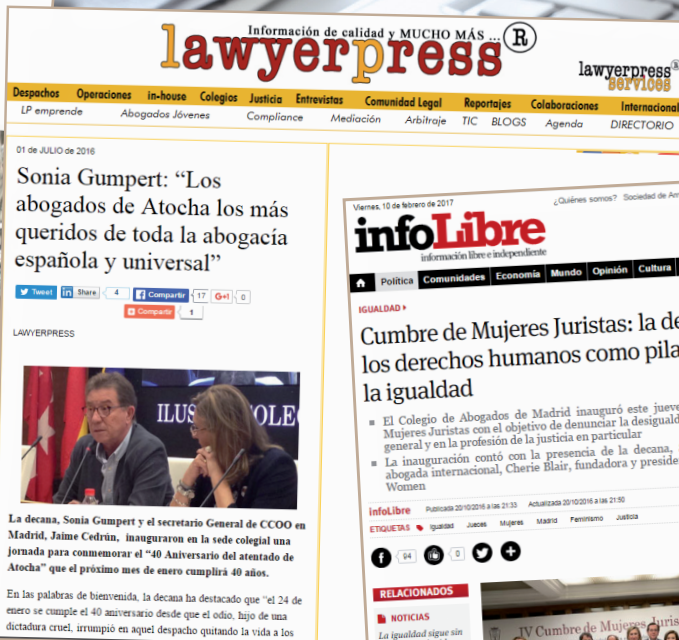 Información de calidad y MUCHO MÁS ... ®
lawyerpress
lawyerpress®
services
Despachos Operaciones in-house Colegios Justicia Entrevistas Comunidad Legal Reportajes Colaboraciones Internacional
LP emprende Abogados Jóvenes Compliance Mediación Arbitraje TIC BLOGS Agenda DIRECTORIO
01 de JULIO de 2016
Sonia Gumpert: “Los
abogados de Atocha los más
queridos de toda la abogacía
española y universal”
Tweet Share 4 Compartir 17 G+1 0
Compartir 1
LAWYERPRESS
ILUS COLEG
La decana, Sonia Gumpert y el secretario General de CCOO en
Madrid, Jaime Cedrún, inauguraron en la sede colegial una
jornada para conmemorar el “40 Aniversario del atentado de
Atocha” que el próximo mes de enero cumplirá 40 años.
En las palabras de bienvenida, la decana ha destacado que “el 24 de
enero se cumple el 40 aniversario desde que el odio, hijo de una
dictadura cruel, irrumpió en aquel despacho quitando la vida a los
Viernes, 10 de febrero de 2017 ¿Quiénes somos? Sociedad de Am
infoLibre
información libre e independiente
Política Comunidades Economía Mundo Opinión Cultura
IGUALDAD
Cumbre de Mujeres Juristas: la de
los derechos humanos como pila
la igualdad
El Colegio de Abogados de Madrid inauguró este jueve
Mujeres Juristas con el objetivo de denunciar la desigualda
general y en la profesión de la justicia en particular
La inauguración contó con la presencia de la decana,
abogada internacional, Cherie Blair, fundadora y president
Women
infoLibre Publicada 20/10/2016 a las 21:33 Actualizada 20/10/2016 a las 21:50
ETIQUETAS Igualdad Jueces Mujeres Madrid Feminismo Justicia
94 0
RELACIONADOS
NOTICIAS
La igualdad sigue sin
IV Cumbre de Mujeres Juris